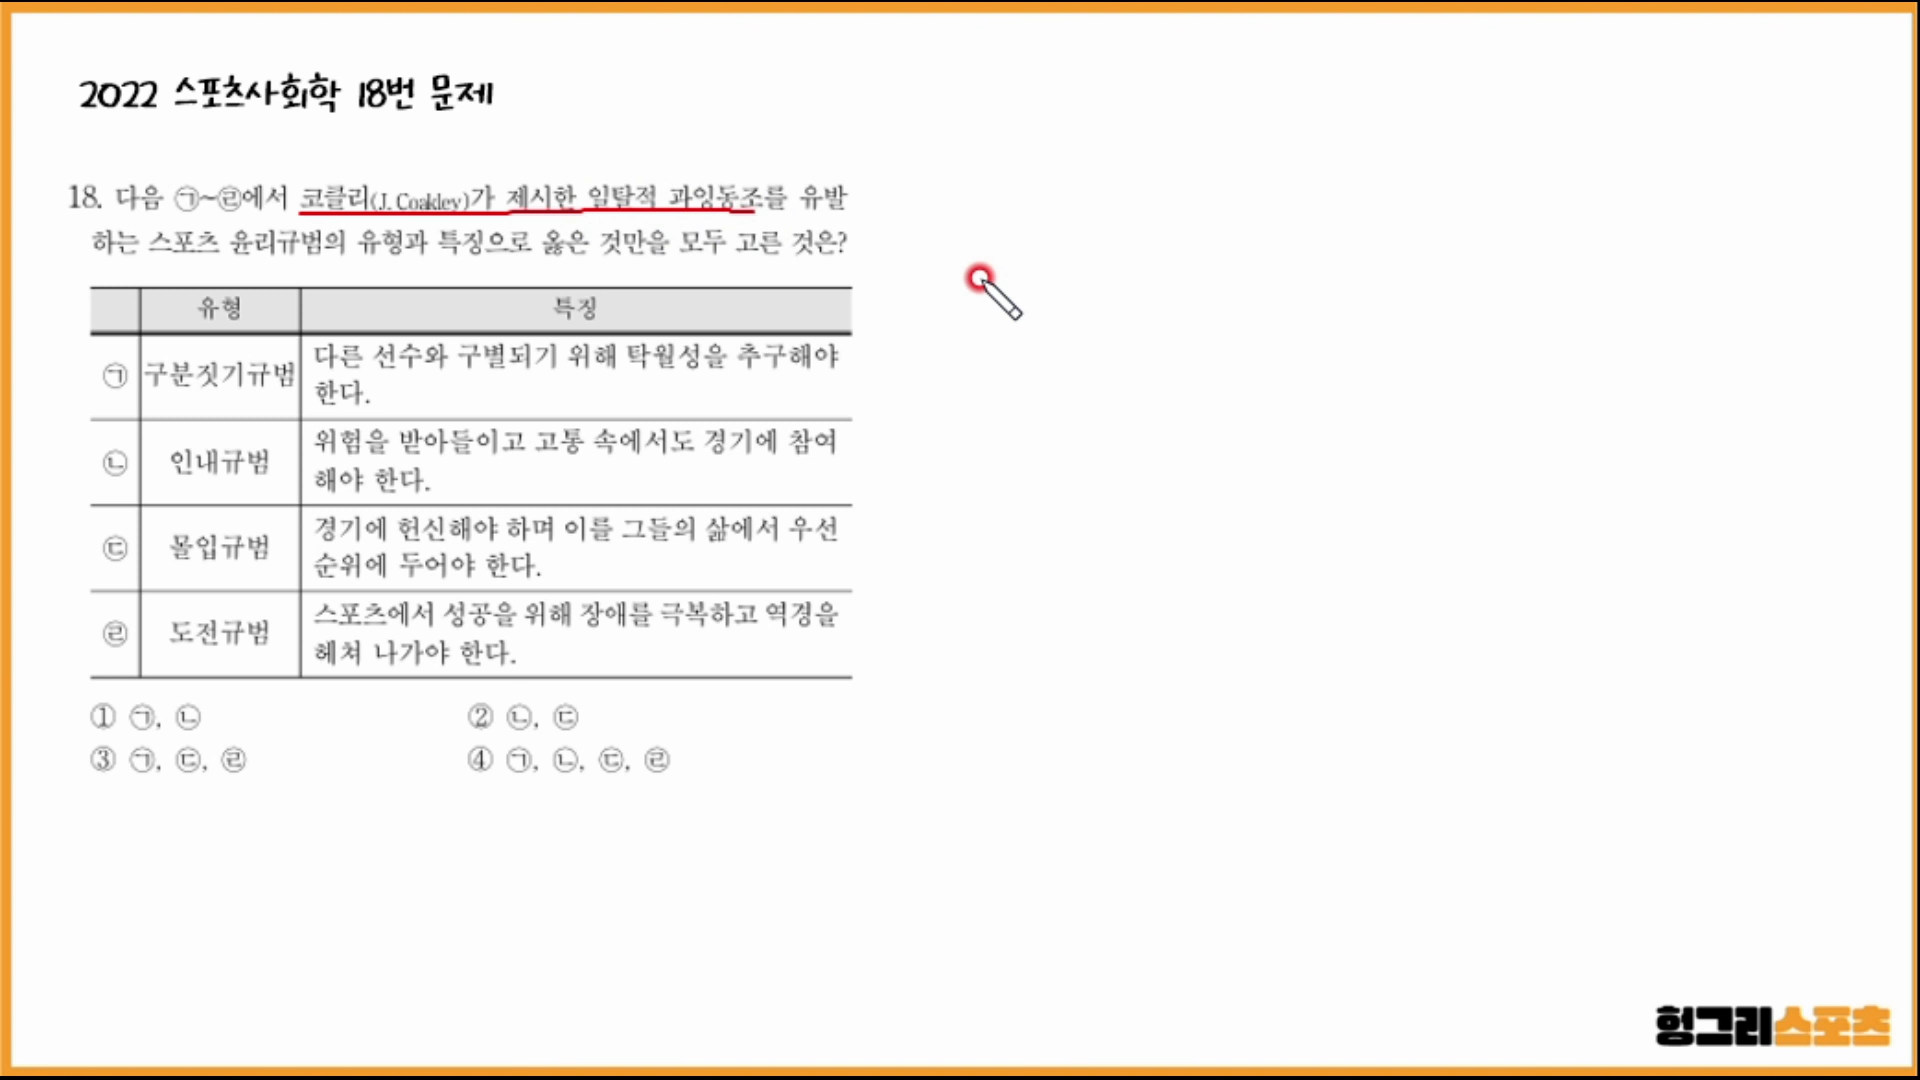 2022 스포츠사회학 18번 문제
18. 다음 ㉠~㉣에서 코클리(J. Coakley)가 제시한 일탈적 과잉동조를 유발
하는 스포츠 윤리규범의 유형과 특징으로 옳은 것만을 모두 고른 것은?
유형 특징
㉠ 구분짓기규범 다른 선수와 구별되기 위해 탁월성을 추구해야
한다.
㉡ 인내규범 위험을 받아들이고 고통 속에서도 경기에 참여
해야 한다.
㉢ 몰입규범 경기에 헌신해야 하며 이를 그들의 삶에서 우선
순위에 두어야 한다.
㉣ 도전규범 스포츠에서 성공을 위해 장애를 극복하고 역경을
헤쳐 나가야 한다.
① ㉠, ㉡ ② ㉡, ㉢
③ ㉠, ㉢, ㉣ ④ ㉠, ㉡, ㉢, ㉣
헝그리스포츠